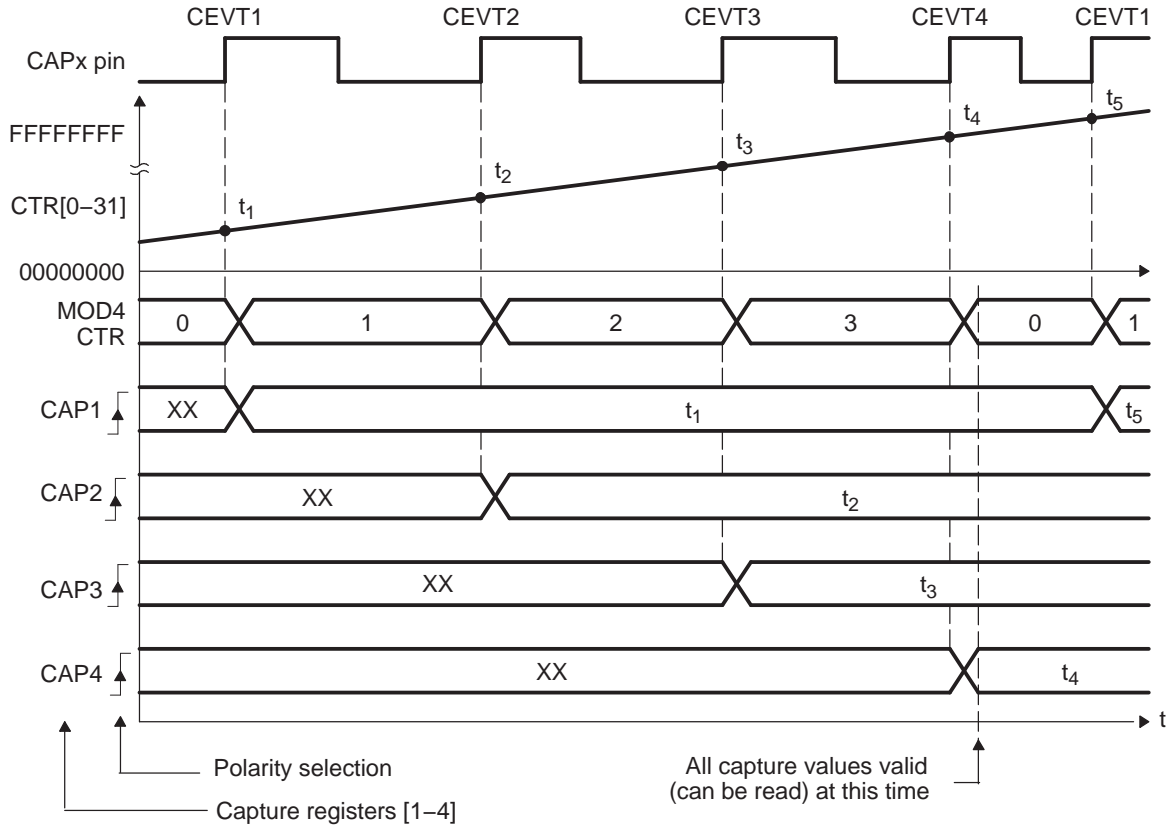 CEVT1 CEVT2 CEVT3 CEVT4 CEVT1
CAPx pin
t5
FFFFFFFF
t4
t3
t2
CTR[0−31]
t1
00000000
MOD4
CTR
0 1 2 3 0 1
CAP1 XX t1 t5
CAP2 XX t2
CAP3 XX t3
CAP4 XX t4
t
Polarity selection
Capture registers [1−4]
All capture values valid
(can be read) at this time